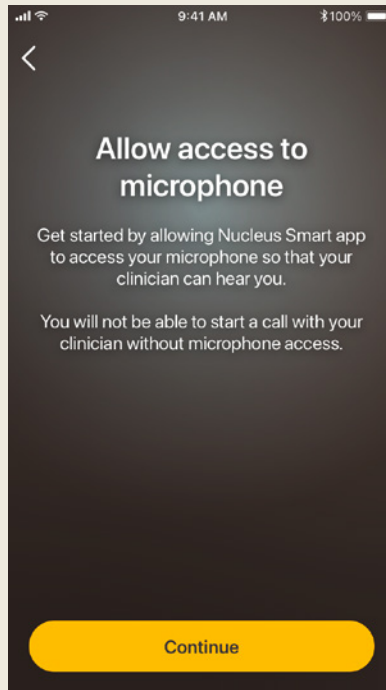 9:41 AM
100%
Allow access to
microphone
Get started by allowing Nucleus Smart app
to access your microphone so that your
clinician can hear you.
You will not be able to start a call with your
clinician without microphone access.
Continue